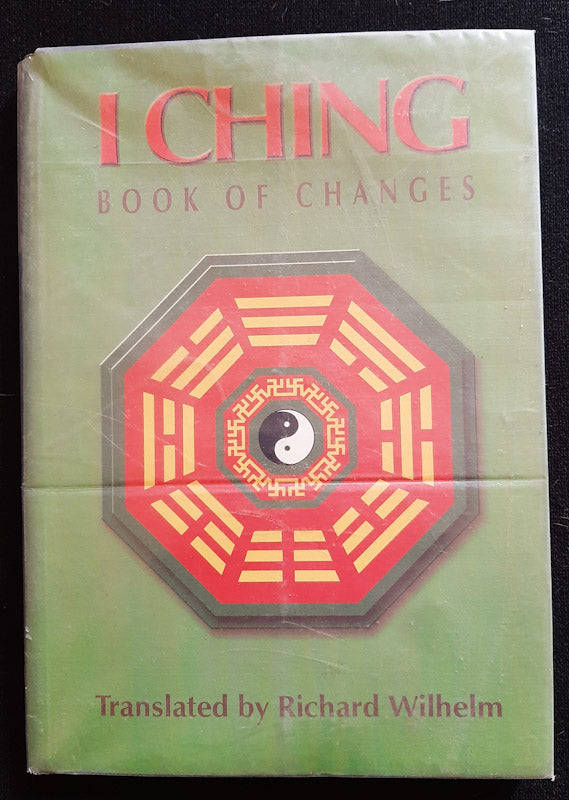 I CHING
BOOK OF CHANGES
Translated by Richard Wilhelm